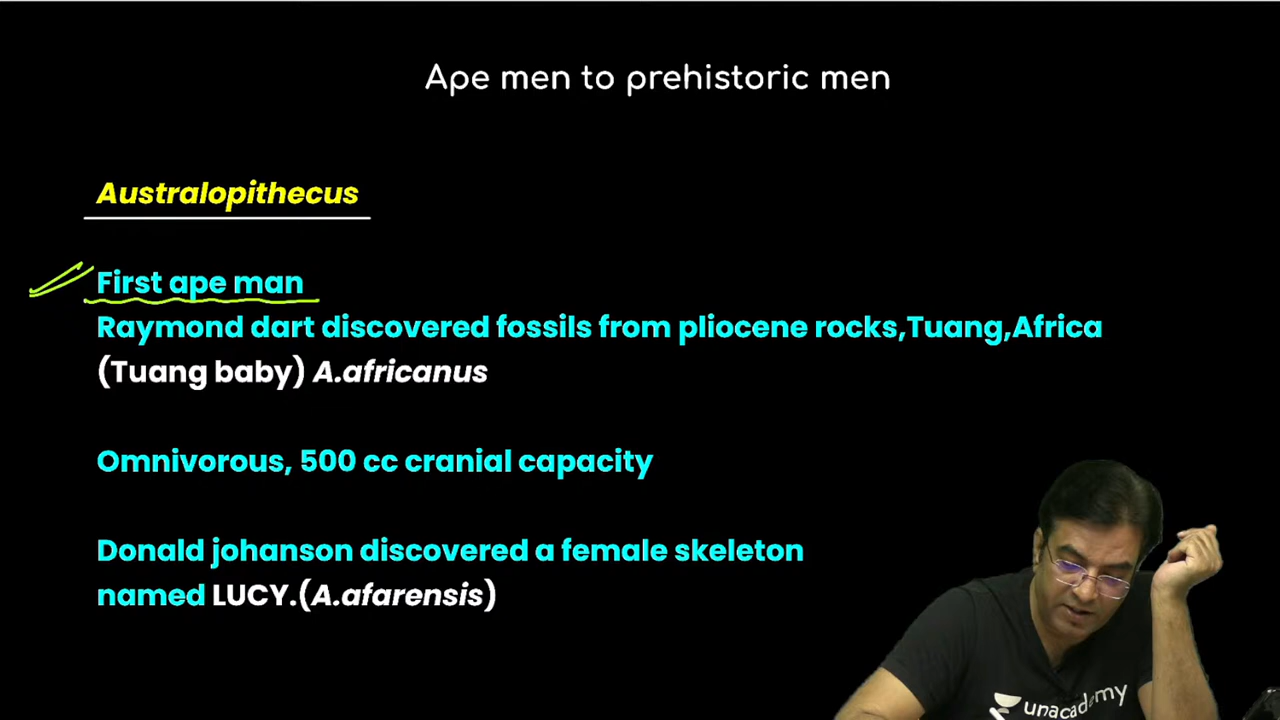 Ape men to prehistoric men
Australopithecus
First ape man
Raymond dart discovered fossils from pliocene rocks,Tuang,Africa
(Tuang baby) A.africanus
Omnivorous, 500 cc cranial capacity
Donald johanson discovered a female skeleton
named LUCY.(A.afarensis)
unacademy